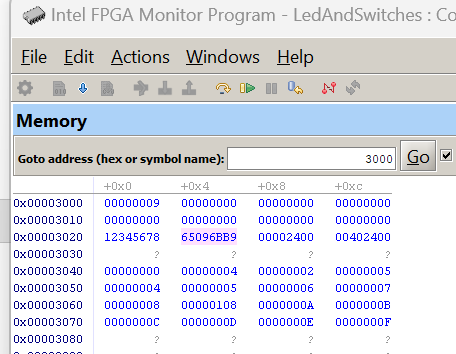 Intel FPGA Monitor Program - LedAndSwitches : Co
File Edit Actions Windows Help
Memory
Goto address (hex or symbol name): 3000 Go
+0x0 +0x4 +0x8 +0xc
0x00003000 00000009 00000000 00000000 00000000
0x00003010 00000000 00000000 00000000 00000000
0x00003020 12345678 65096BB9 00002400 00402400
0x00003030 ? ? ? ?
0x00003040 00000000 00000004 00000002 00000005
0x00003050 00000004 00000005 00000006 00000007
0x00003060 00000008 00000108 0000000A 0000000B
0x00003070 0000000C 0000000D 0000000E 0000000F
0x00003080 ? ? ? ?